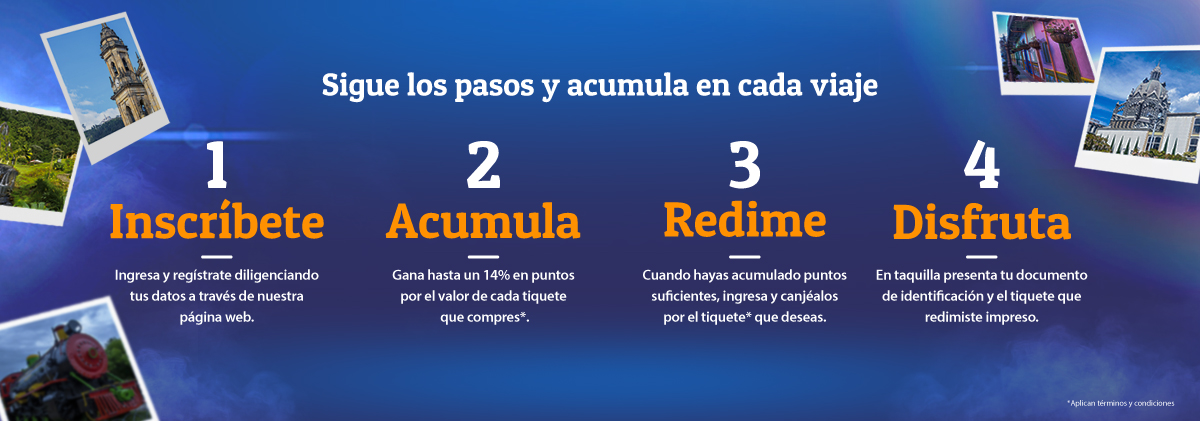 Sigue los pasos y acumula en cada viaje
1
Inscríbete
Ingresa y regístrate diligenciando
tus datos a través de nuestra
página web.
2
Acumula
Gana hasta un 14% en puntos
por el valor de cada tiquete
que compres*.
3
Redime
Cuando hayas acumulado puntos
suficientes, ingresa y canjéalos
por el tiquete* que deseas.
4
Disfruta
En taquilla presenta tu documento
de identificación y el tiquete que
redimiste impreso.
*Aplican términos y condiciones